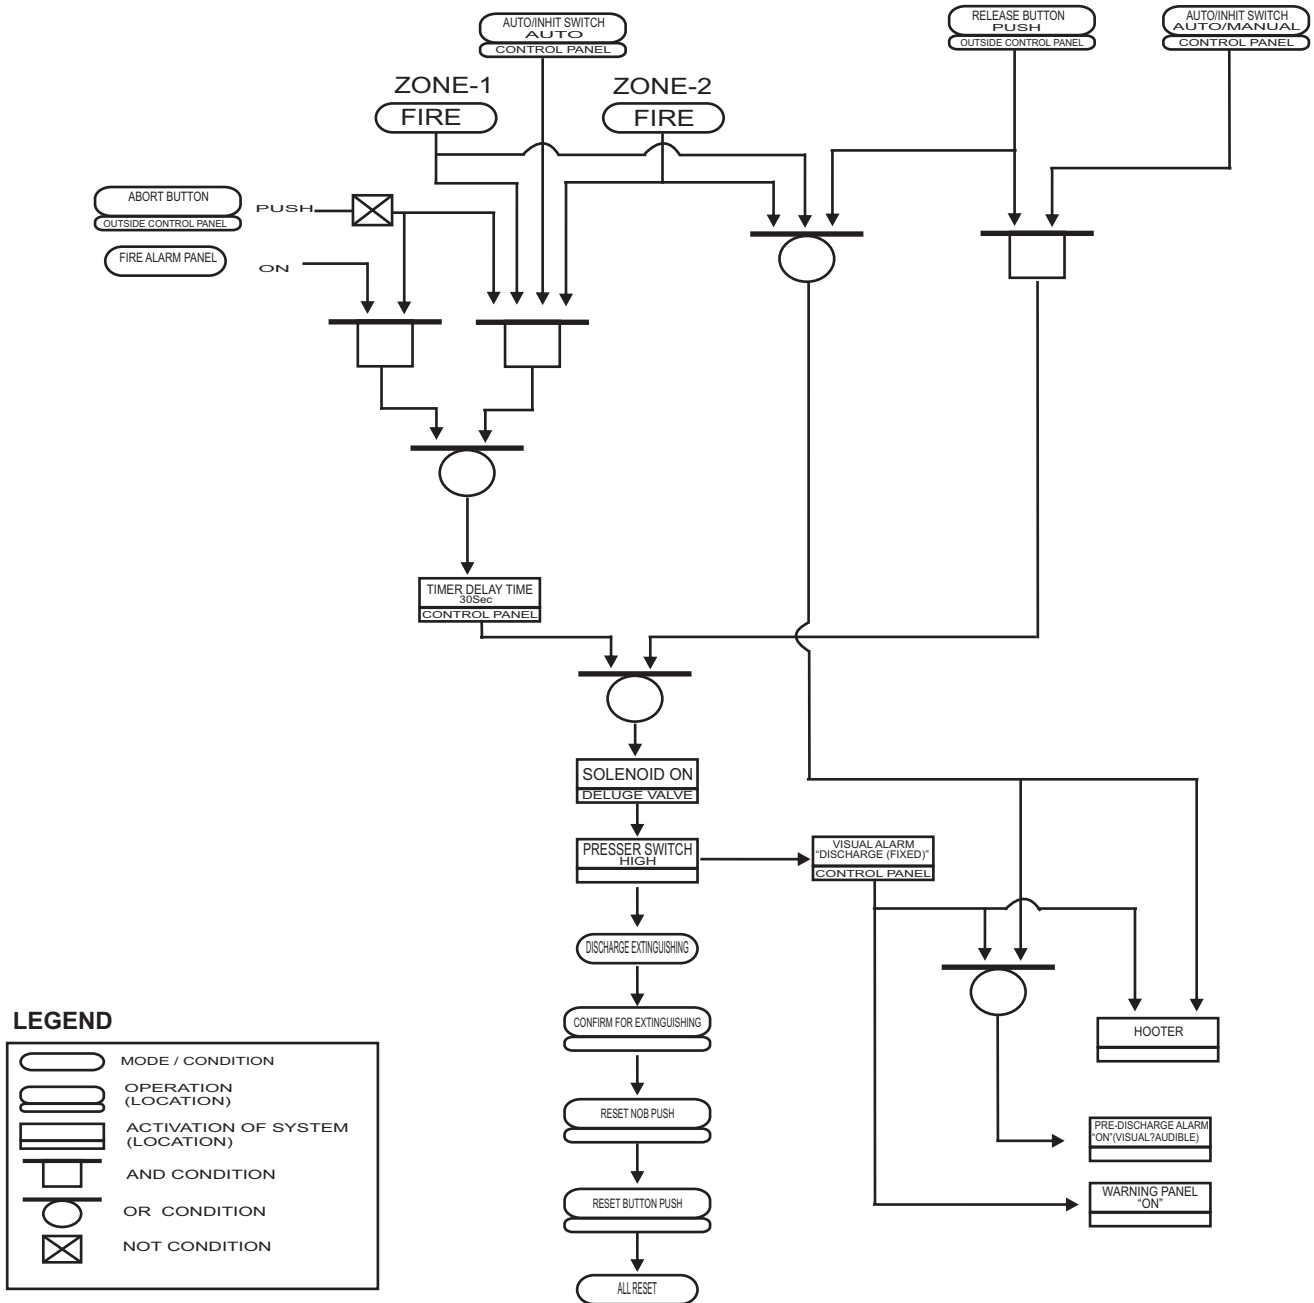 AUTO/INHIT SWITCH
AUTO
CONTROL PANEL
RELEASE BUTTON
PUSH
OUTSIDE CONTROL PANEL
AUTO/INHIT SWITCH
AUTO/MANUAL
CONTROL PANEL
ZONE-1
FIRE
ZONE-2
FIRE
ABORT BUTTON
OUTSIDE CONTROL PANEL
PUSH
FIRE ALARM PANEL
ON
TIMER DELAY TIME
30Sec
CONTROL PANEL
SOLENOID ON
DELUGE VALVE
PRESSER SWITCH
HIGH
VISUAL ALARM
"DISCHARGE (FIXED)"
CONTROL PANEL
DISCHARGE EXTINGUISHING
CONFIRM FOR EXTINGUISHING
HOOTER
RESET NOB PUSH
PRE-DISCHARGE ALARM
"ON"(VISUAL?AUDIBLE)
WARNING PANEL
"ON"
RESET BUTTON PUSH
ALL RESET
LEGEND
MODE / CONDITION
OPERATION
(LOCATION)
ACTIVATION OF SYSTEM
(LOCATION)
AND CONDITION
OR CONDITION
NOT CONDITION